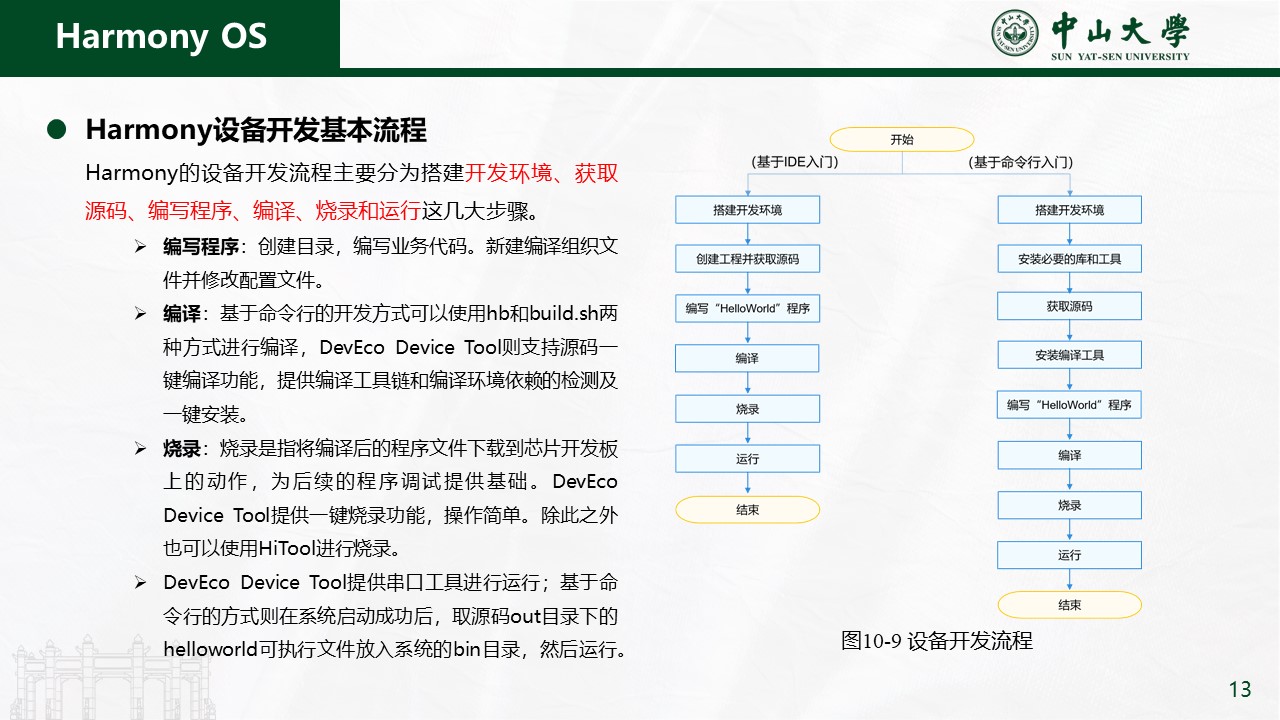 Harmony OS
中山大学
SUN YAT-SEN UNIVERSITY
Harmony设备开发基本流程
Harmony的设备开发流程主要分为搭建开发环境、获取
源码、编写程序、编译、烧录和运行这几大步骤。
编写程序：创建目录，编写业务代码。新建编译组织文
件并修改配置文件。
编译：基于命令行的开发方式可以使用hb和build.sh两
种方式进行编译，DevEco Device Tool则支持源码一
键编译功能，提供编译工具链和编译环境依赖的检测及
一键安装。
烧录：烧录是指将编译后的程序文件下载到芯片开发板
上的动作，为后续的程序调试提供基础。DevEco
Device Tool提供一键烧录功能，操作简单。除此之外
也可以使用HiTool进行烧录。
DevEco Device Tool提供串口工具进行运行；基于命
令行的方式则在系统启动成功后，取源码out目录下的
helloworld可执行文件放入系统的bin目录，然后运行。
开始
（基于IDE入门）
搭建开发环境
创建工程并获取源码
编写“HelloWorld”程序
编译
烧录
运行
结束
（基于命令行入门）
搭建开发环境
安装必要的库和工具
获取源码
安装编译工具
编写“HelloWorld”程序
编译
烧录
运行
结束
图10-9 设备开发流程
13